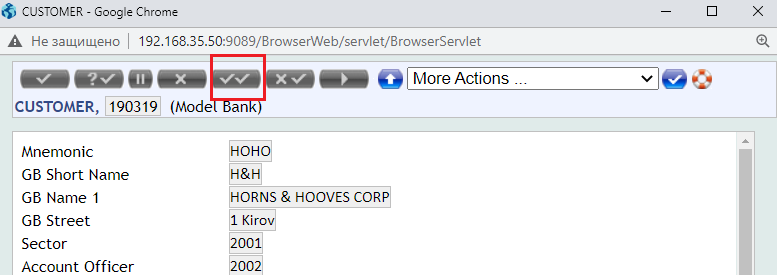 CUSTOMER - Google Chrome
Не защищено 192.168.35.50:9089/BrowserWeb/servlet/BrowserServlet
More Actions ...
CUSTOMER, 190319 (Model Bank)
Mnemonic HOHO
GB Short Name H&H
GB Name 1 HORNS & HOOVES CORP
GB Street 1 Kirov
Sector 2001
Account Officer 2002